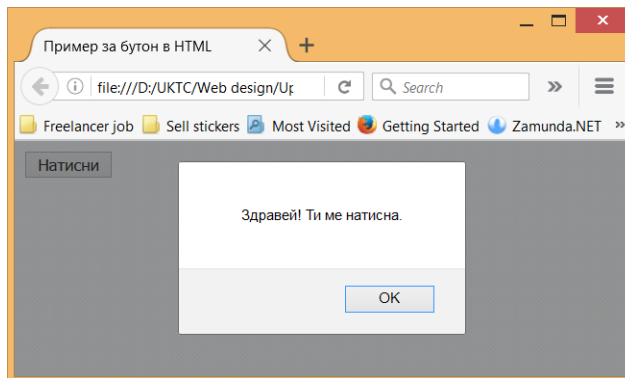 Пример за бутон в HTML
file:///D:/UKTC/Web design/Up
Search
Freelancer job Sell stickers Most Visited Getting Started Zamunda.NET
Натисни
Здравей! Ти ме натисна.
OK